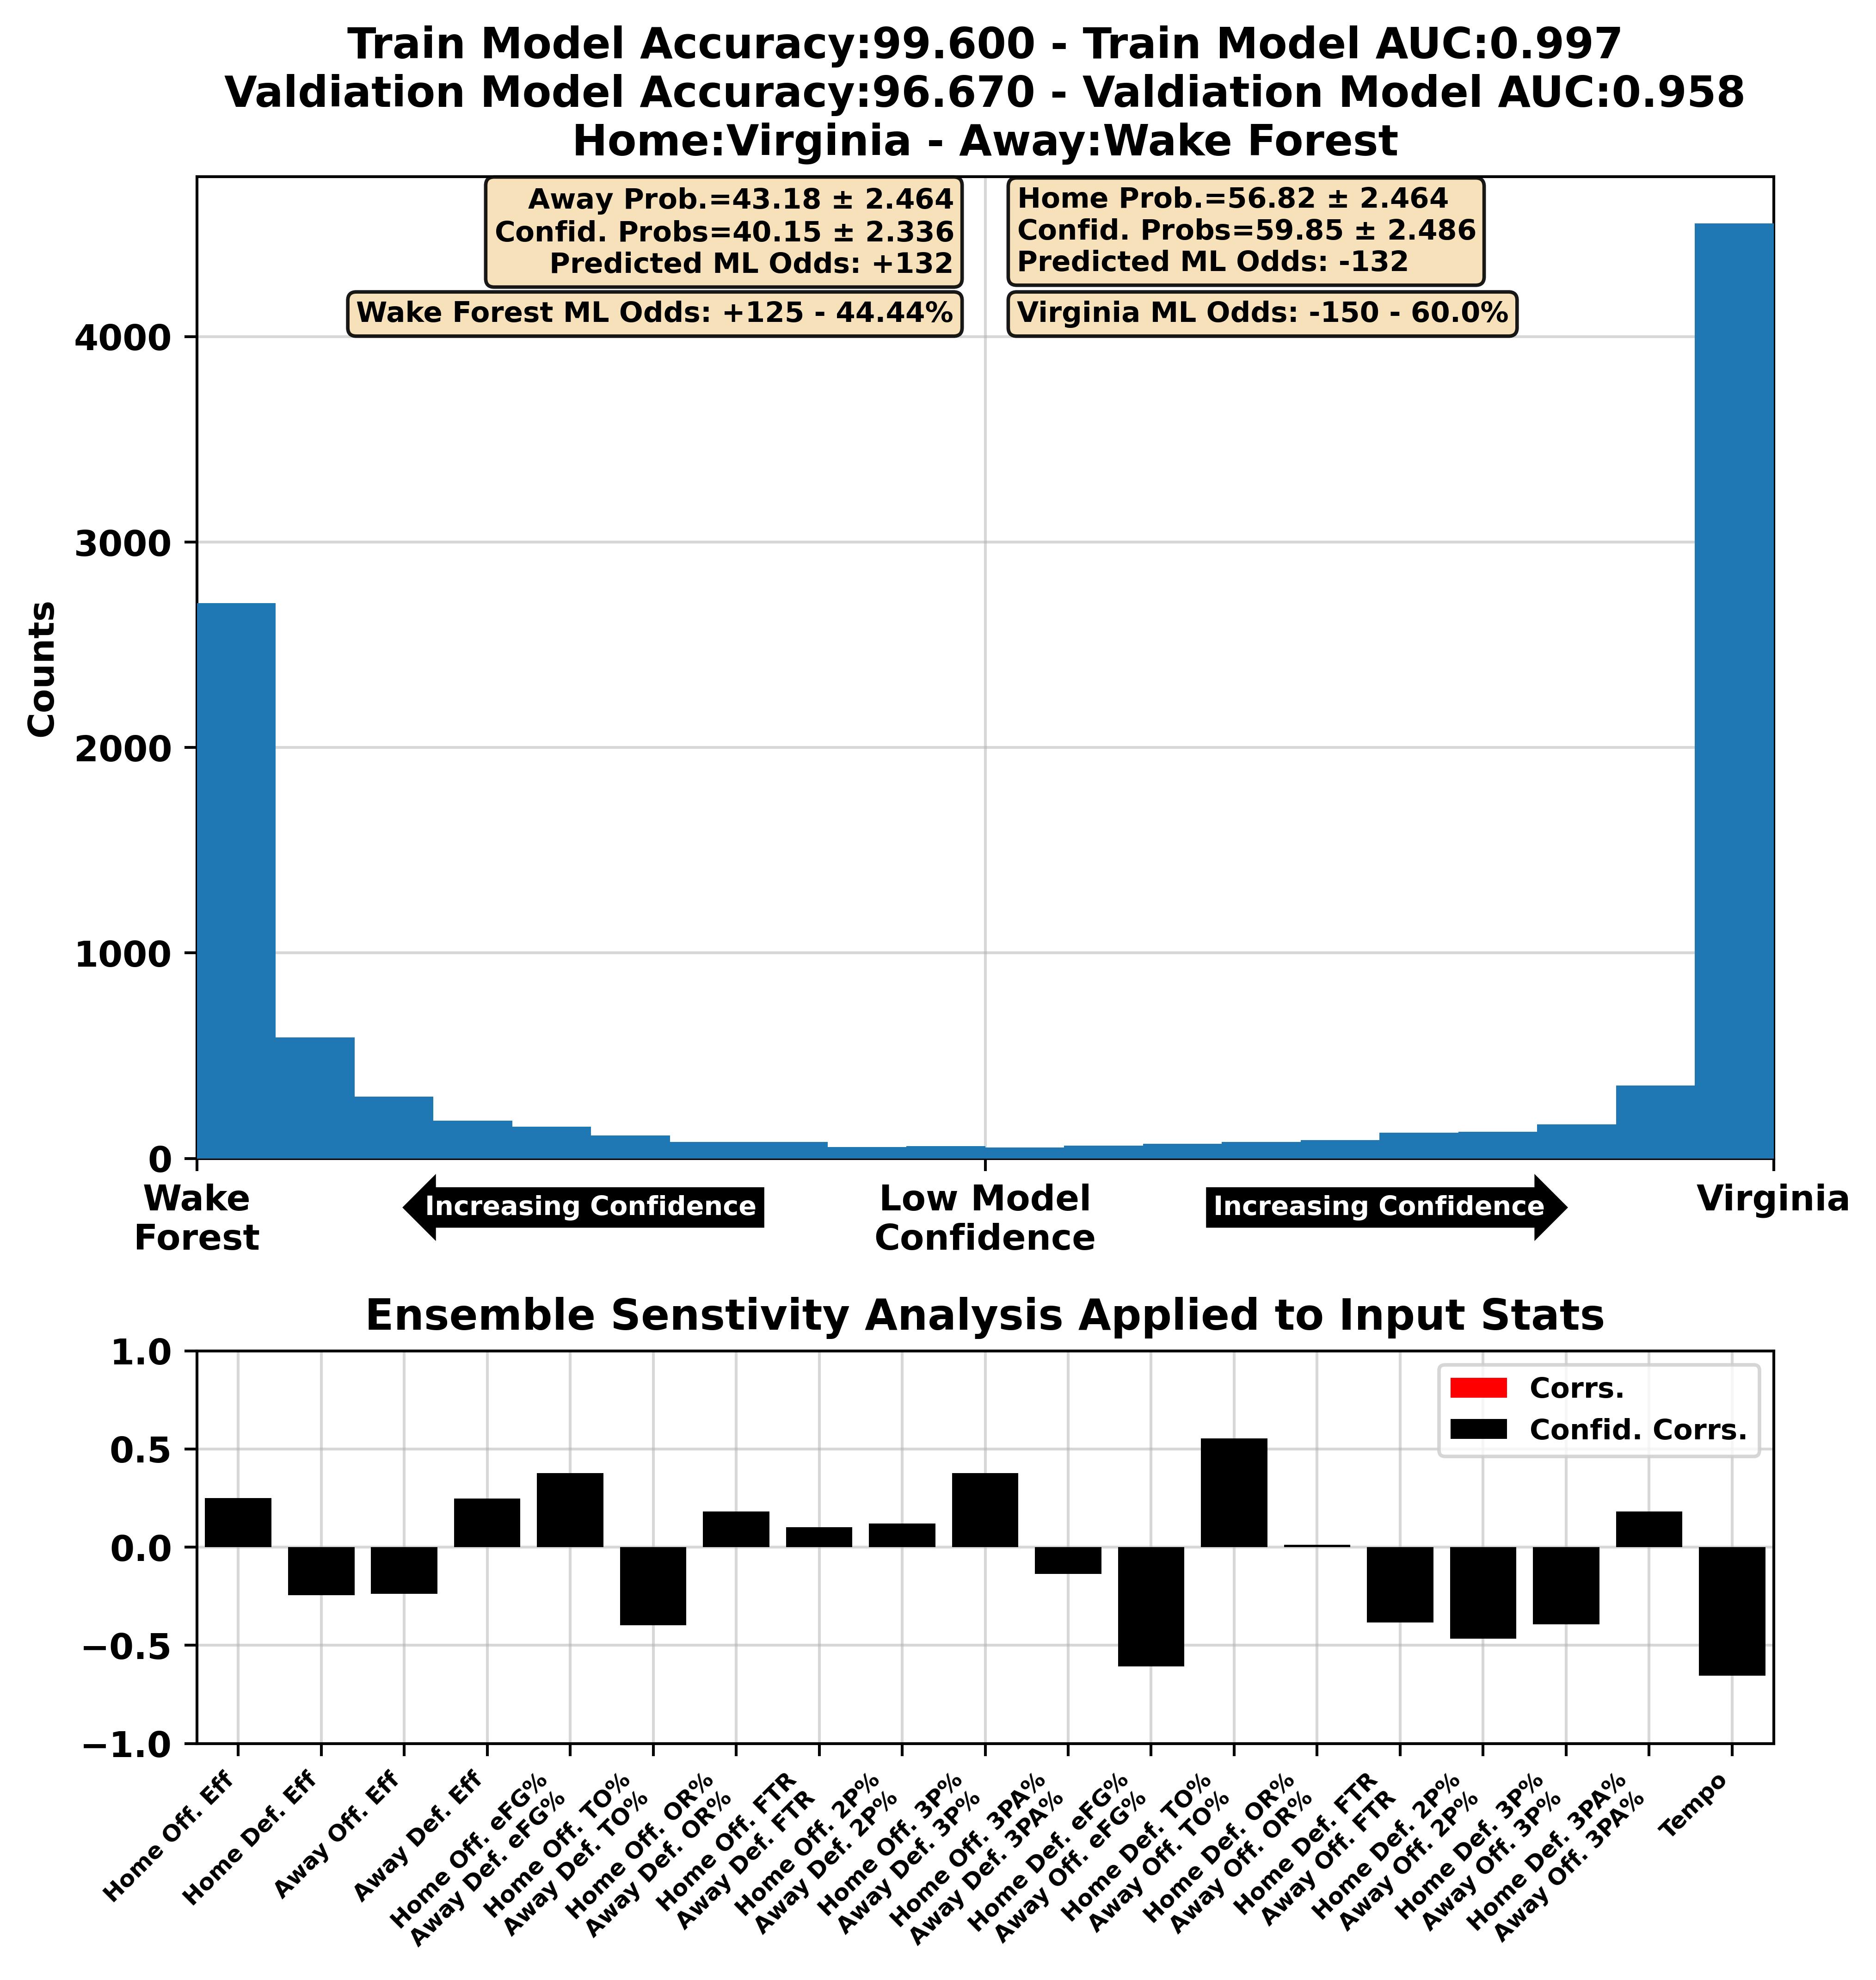 Train Model Accuracy:99.600 - Train Model AUC:0.997
Valdiation Model Accuracy:96.670 - Valdiation Model AUC:0.958
Home:Virginia - Away:Wake Forest
Away Prob.=43.18 ± 2.464
Confid. Probs=40.15 ± 2.336
Predicted ML Odds: +132
Wake Forest ML Odds: +125 - 44.44%
Home Prob.=56.82 ± 2.464
Confid. Probs=59.85 ± 2.486
Predicted ML Odds: -132
Virginia ML Odds: -150 - 60.0%
Counts
4000
3000
2000
1000
0
Wake
Forest
Increasing Confidence
Low Model
Confidence
Increasing Confidence
Virginia
Ensemble Senstivity Analysis Applied to Input Stats
1.0
0.5
0.0
−0.5
−1.0
Corrs.
Confid. Corrs.
Home Off. Eff
Home Def. Eff
Away Off. Eff
Away Def. Eff
Home Off. eFG%
Away Def. eFG%
Home Off. TO%
Away Def. TO%
Home Off. OR%
Away Def. OR%
Home Off. FTR
Away Def. FTR
Home Off. 2P%
Away Def. 2P%
Home Off. 3P%
Away Def. 3P%
Home Off. 3PA%
Away Def. 3PA%
Home Def. eFG%
Away Off. eFG%
Home Def. TO%
Away Off. TO%
Home Def. OR%
Away Off. OR%
Home Def. FTR
Away Off. FTR
Home Def. 2P%
Away Off. 2P%
Home Def. 3P%
Away Off. 3P%
Home Def. 3PA%
Away Off. 3PA%
Tempo